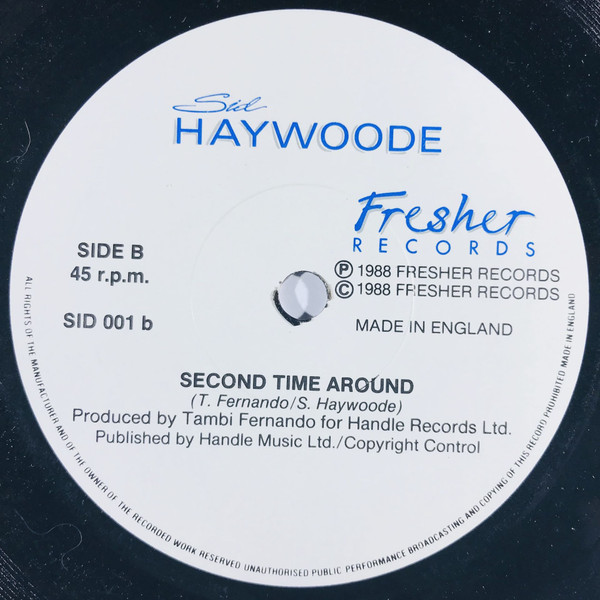 Sid
HAYWOODE
Fresher
RECORDS
SIDE B
45 r.p.m.
SID 001 b
Ⓟ 1988 FRESHER RECORDS
© 1988 FRESHER RECORDS
MADE IN ENGLAND
SECOND TIME AROUND
(T. Fernando/S. Haywoode)
Produced by Tambi Fernando for Handle Records Ltd.
Published by Handle Music Ltd./Copyright Control
ALL RIGHTS OF THE MANUFACTURER AND OF THE OWNER OF THE RECORDED WORK RESERVED UNAUTHORISED PUBLIC PERFORMANCE BROADCASTING AND COPYING OF THIS RECORD PROHIBITED MADE IN ENGLAND